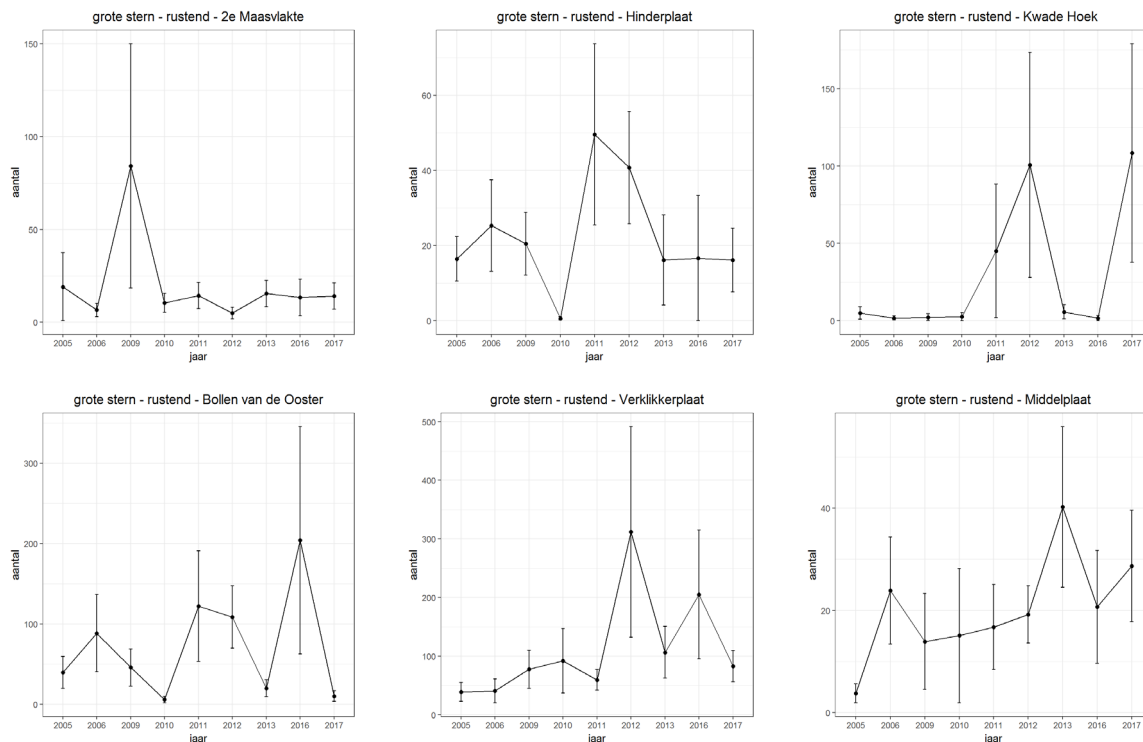 grote stern - rustend - 2e Maasvlakte
150
100
50
0
aantal
2005 2006 2009 2010 2011 2012 2013 2016 2017
jaar
grote stern - rustend - Hinderplaat
60
40
20
0
aantal
2005 2006 2009 2010 2011 2012 2013 2016 2017
jaar
grote stern - rustend - Kwade Hoek
150
100
50
0
aantal
2005 2006 2009 2010 2011 2012 2013 2016 2017
jaar
grote stern - rustend - Bollen van de Ooster
300
200
100
0
aantal
2005 2006 2009 2010 2011 2012 2013 2016 2017
jaar
grote stern - rustend - Verklikkerplaat
500
400
300
200
100
0
aantal
2005 2006 2009 2010 2011 2012 2013 2016 2017
jaar
grote stern - rustend - Middelplaat
40
20
0
aantal
2005 2006 2009 2010 2011 2012 2013 2016 2017
jaar